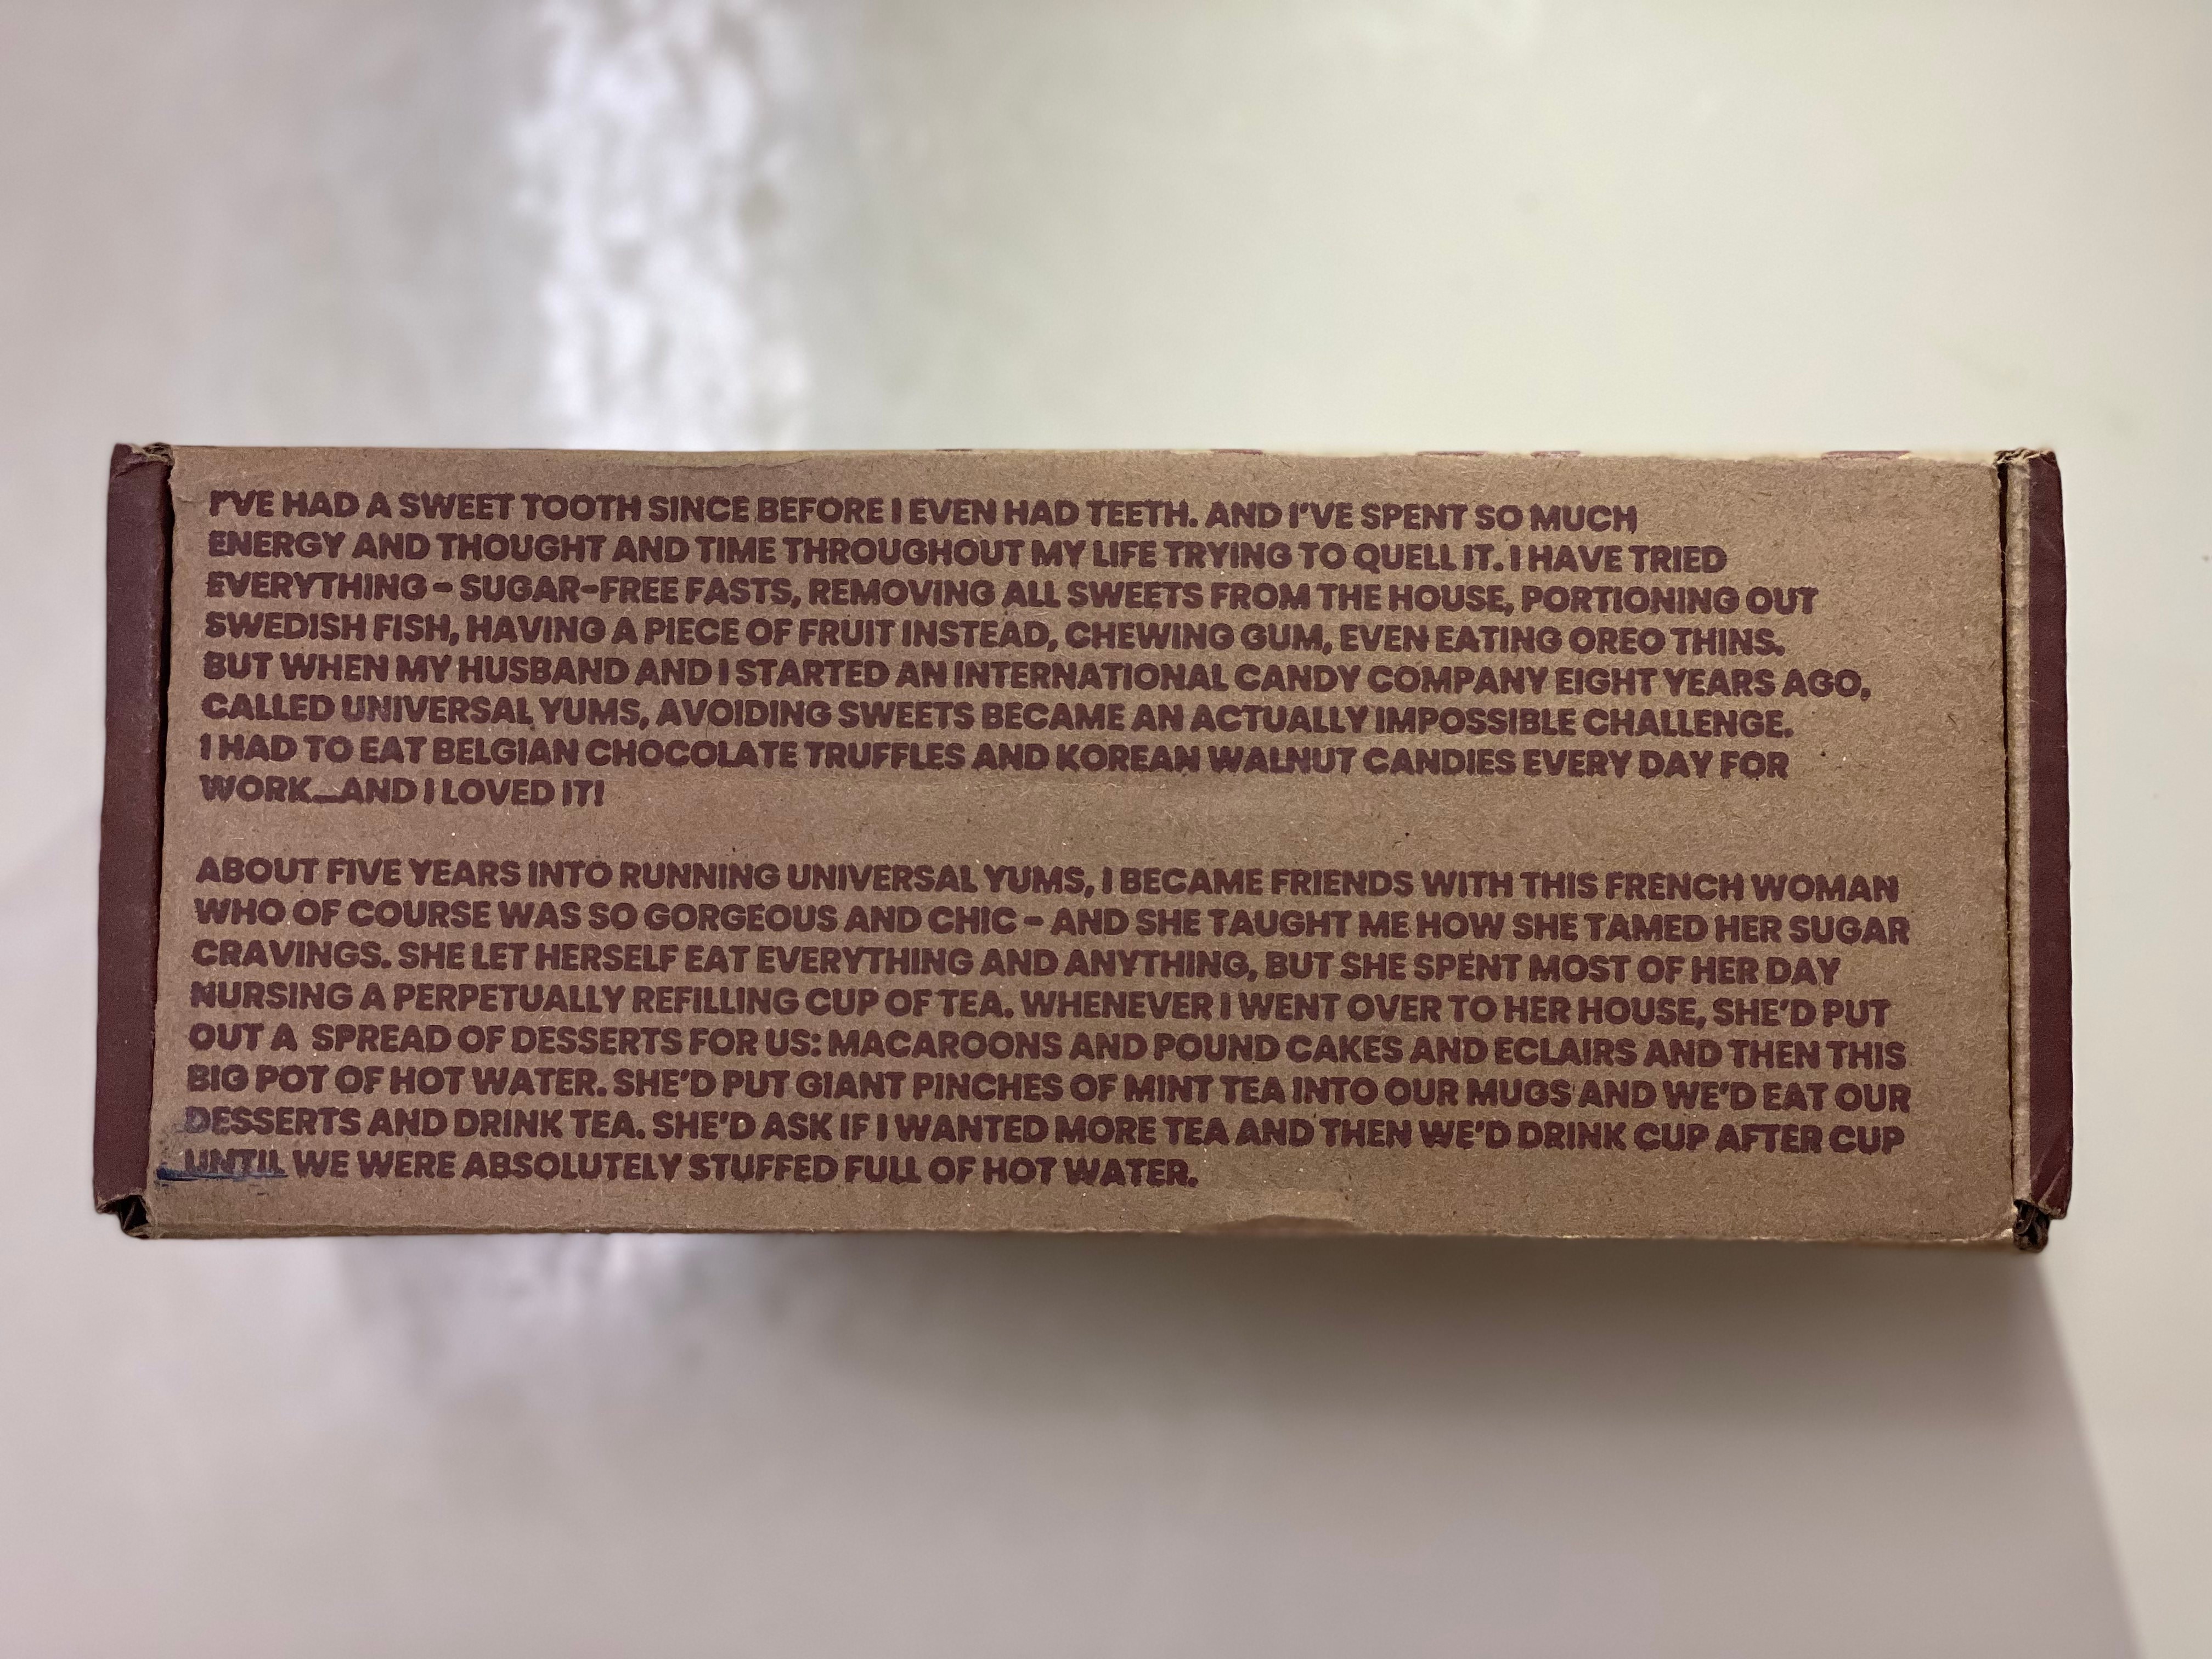 I'VE HAD A SWEET TOOTH SINCE BEFORE I EVEN HAD TEETH. AND I'VE SPENT SO MUCH
ENERGY AND THOUGHT AND TIME THROUGHOUT MY LIFE TRYING TO QUELL IT. I HAVE TRIED
EVERYTHING – SUGAR-FREE FASTS, REMOVING ALL SWEETS FROM THE HOUSE, PORTIONING OUT
SWEDISH FISH, HAVING A PIECE OF FRUIT INSTEAD, CHEWING GUM, EVEN EATING OREO THINS.
BUT WHEN MY HUSBAND AND I STARTED AN INTERNATIONAL CANDY COMPANY EIGHT YEARS AGO,
CALLED UNIVERSAL YUMS, AVOIDING SWEETS BECAME AN ACTUALLY IMPOSSIBLE CHALLENGE.
I HAD TO EAT BELGIAN CHOCOLATE TRUFFLES AND KOREAN WALNUT CANDIES EVERY DAY FOR
WORK...AND I LOVED IT!
ABOUT FIVE YEARS INTO RUNNING UNIVERSAL YUMS, I BECAME FRIENDS WITH THIS FRENCH WOMAN
WHO OF COURSE WAS SO GORGEOUS AND CHIC – AND SHE TAUGHT ME HOW SHE TAMED HER SUGAR
CRAVINGS. SHE LET HERSELF EAT EVERYTHING AND ANYTHING, BUT SHE SPENT MOST OF HER DAY
NURSING A PERPETUALLY REFILLING CUP OF TEA. WHENEVER I WENT OVER TO HER HOUSE, SHE'D PUT
OUT A SPREAD OF DESSERTS FOR US: MACAROONS AND POUND CAKES AND ECLAIRS AND THEN THIS
BIG POT OF HOT WATER. SHE'D PUT GIANT PINCHES OF MINT TEA INTO OUR MUGS AND WE'D EAT OUR
DESSERTS AND DRINK TEA. SHE'D ASK IF I WANTED MORE TEA AND THEN WE'D DRINK CUP AFTER CUP
UNTIL WE WERE ABSOLUTELY STUFFED FULL OF HOT WATER.